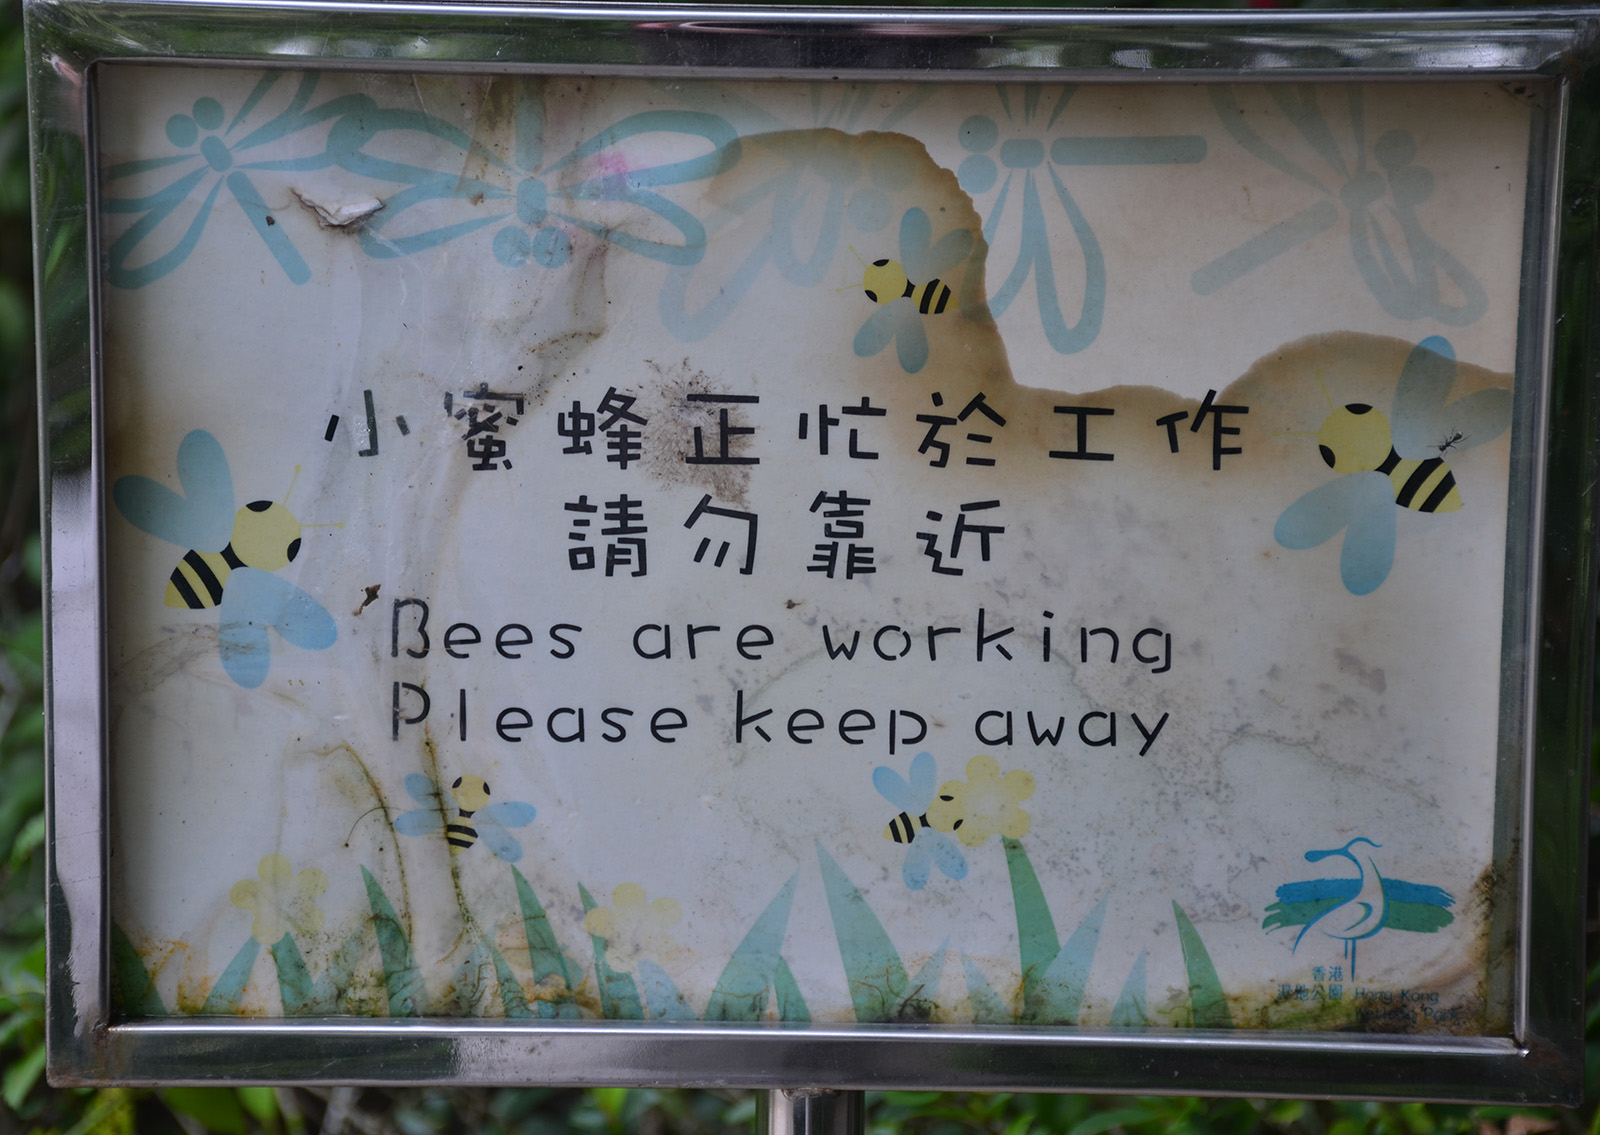 小蜜蜂正忙於工作
請勿靠近
Bees are working
Please keep away
香港
濕地公園 Hong Kong
Wetland Park